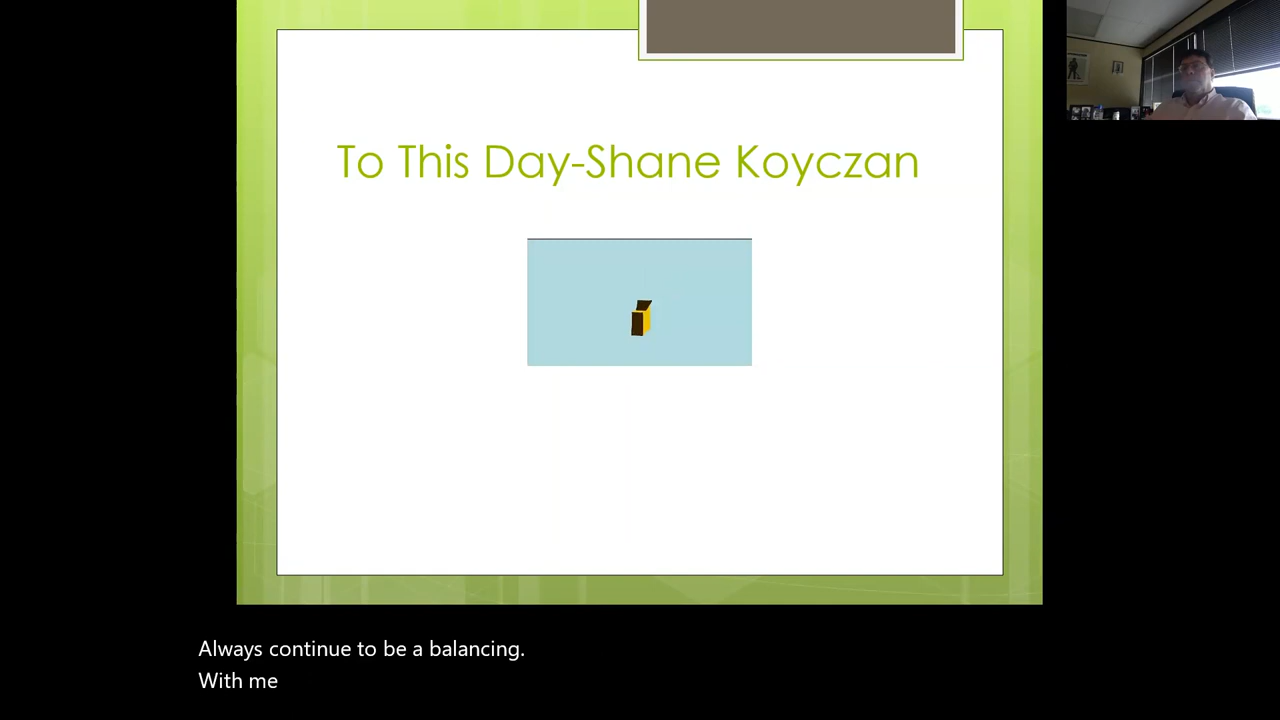 To This Day-Shane Koyczan
Always continue to be a balancing.
With me